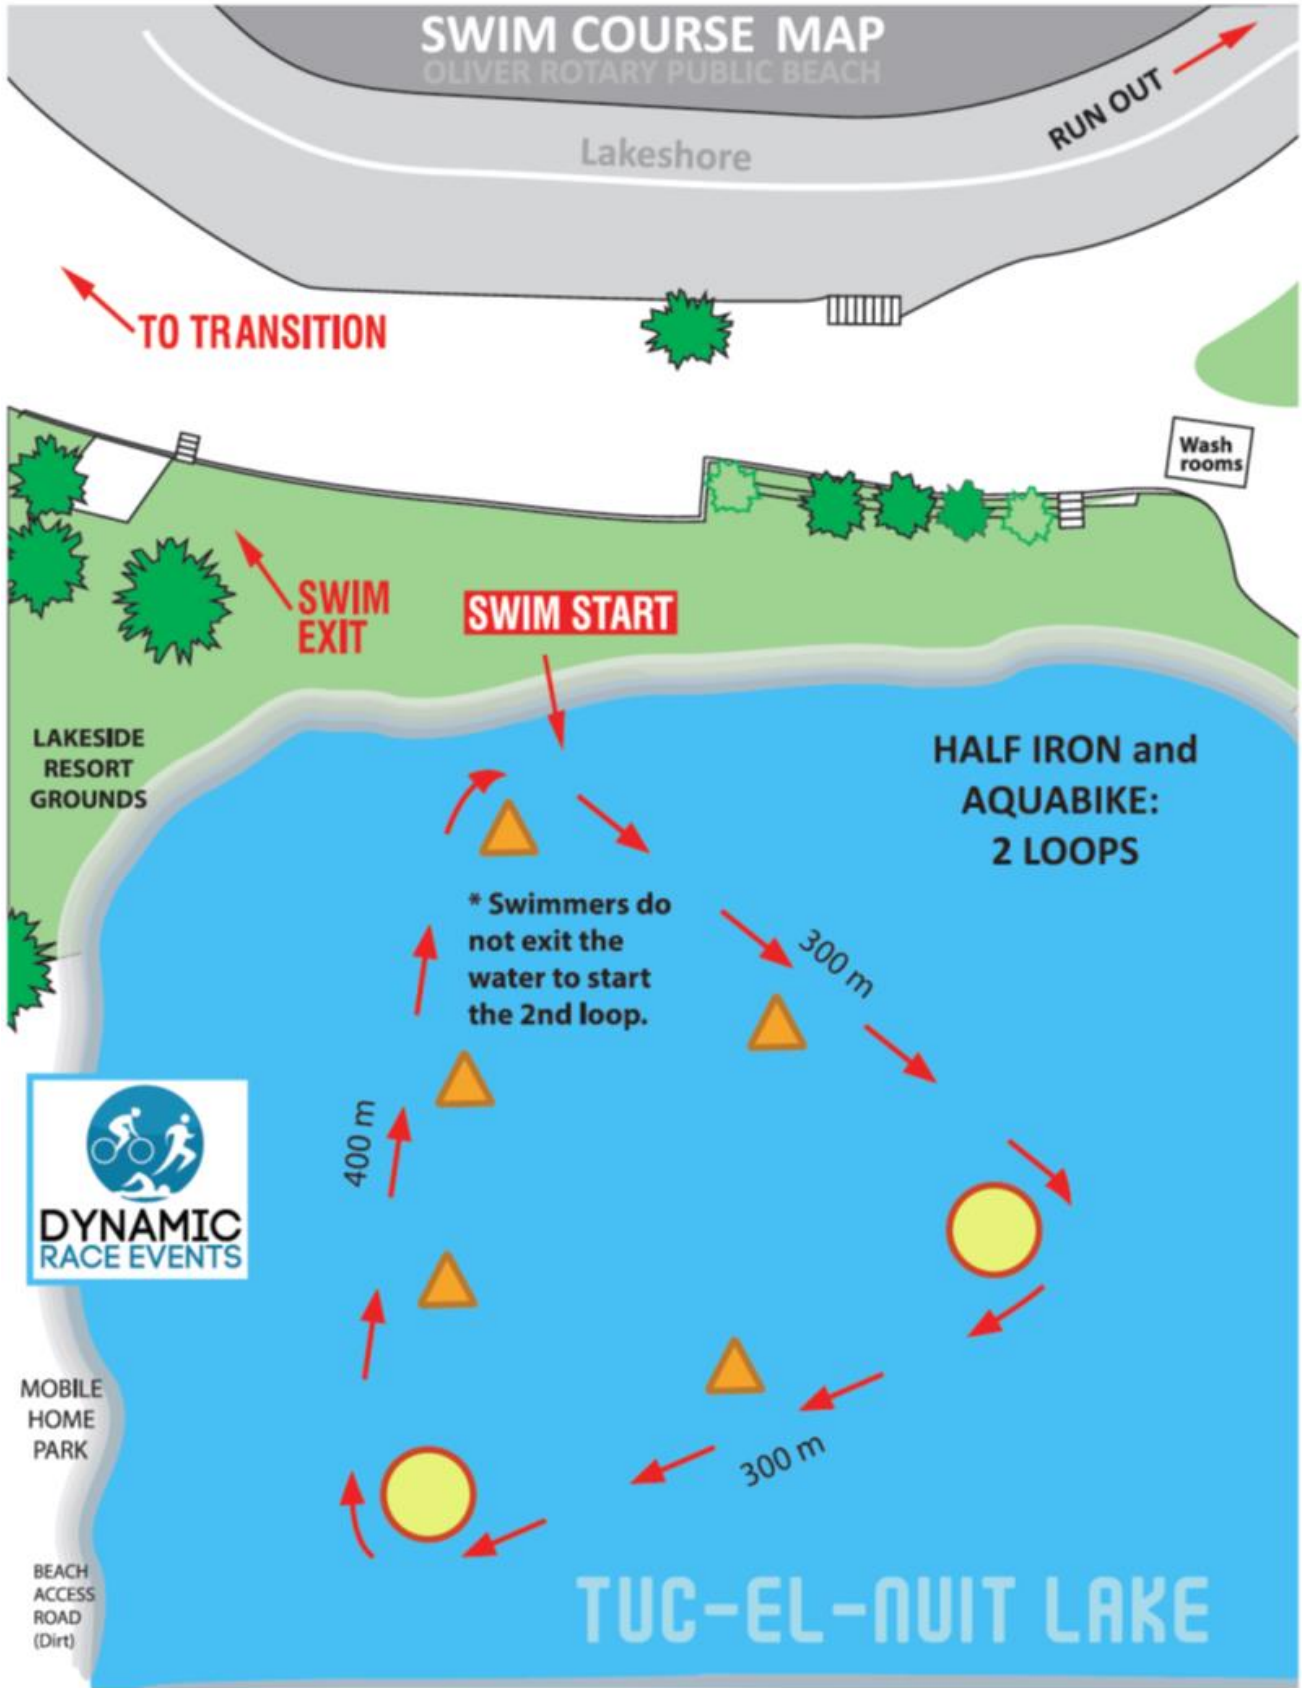 SWIM COURSE MAP
OLIVER ROTARY PUBLIC BEACH
RUN OUT
Lakeshore
TO TRANSITION
Wash
rooms
SWIM
EXIT
SWIM START
LAKESIDE
RESORT
GROUNDS
HALF IRON and
AQUABIKE:
2 LOOPS
* Swimmers do
not exit the
water to start
the 2nd loop.
300 m
400 m
DYNAMIC
RACE EVENTS
MOBILE
HOME
PARK
300 m
BEACH
ACCESS
ROAD
(Dirt)
TUC-EL-NUIT LAKE